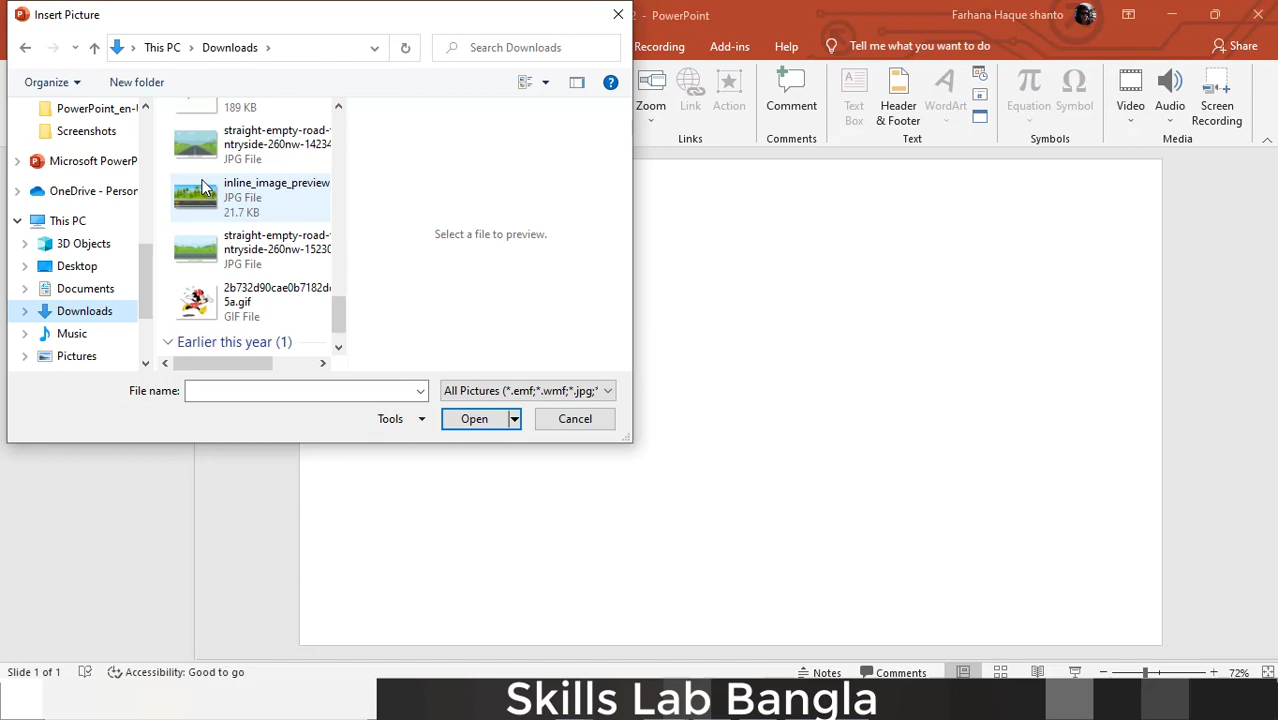 Insert Picture
2 - PowerPoint
Farhana Haque shanto
This PC
Downloads
Search Downloads
Recording
Add-ins
Help
Tell me what you want to do
Share
Organize
New folder
PowerPoint_en-
Screenshots
Microsoft PowerP
OneDrive - Person
This PC
3D Objects
Desktop
Documents
Downloads
Music
Pictures
189 KB
straight-empty-road-
ntryside-260nw-14234
JPG File
inline_image_preview
JPG File
21.7 KB
straight-empty-road-
ntryside-260nw-15230
JPG File
2b732d90cae0b7182d
5a.gif
GIF File
Earlier this year (1)
Select a file to preview.
File name:
All Pictures (*.emf;*.wmf;*.jpg;*
Tools
Open
Cancel
Zoom
Link
Action
Links
Comment
Comments
Text
Box
Header
& Footer
WordArt
Text
Equation
Symbol
Symbols
Video
Audio
Screen
Recording
Media
Slide 1 of 1
Accessibility: Good to go
Notes
Comments
72%
Skills Lab Bangla